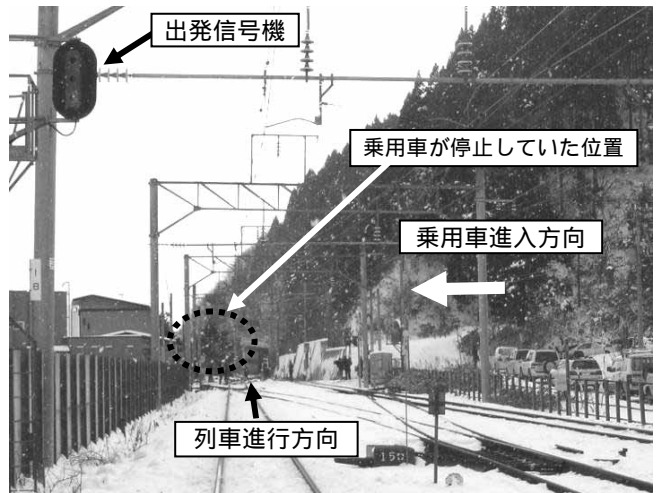 出発信号機
乗用車が停止していた位置
乗用車進入方向
列車進行方向